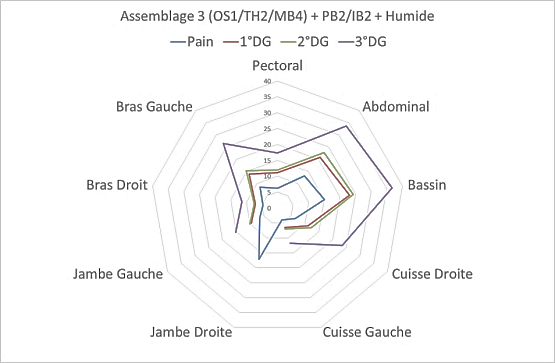 Assemblage 3 (OS1/TH2/MB4) + PB2/IB2 + Humide
Pain 1°DG 2°DG 3°DG
Pectoral
40
35
30
25
20
15
10
5
0
Bras Gauche
Abdominal
Bras Droit
Bassin
Jambe Gauche
Cuisse Droite
Jambe Droite
Cuisse Gauche